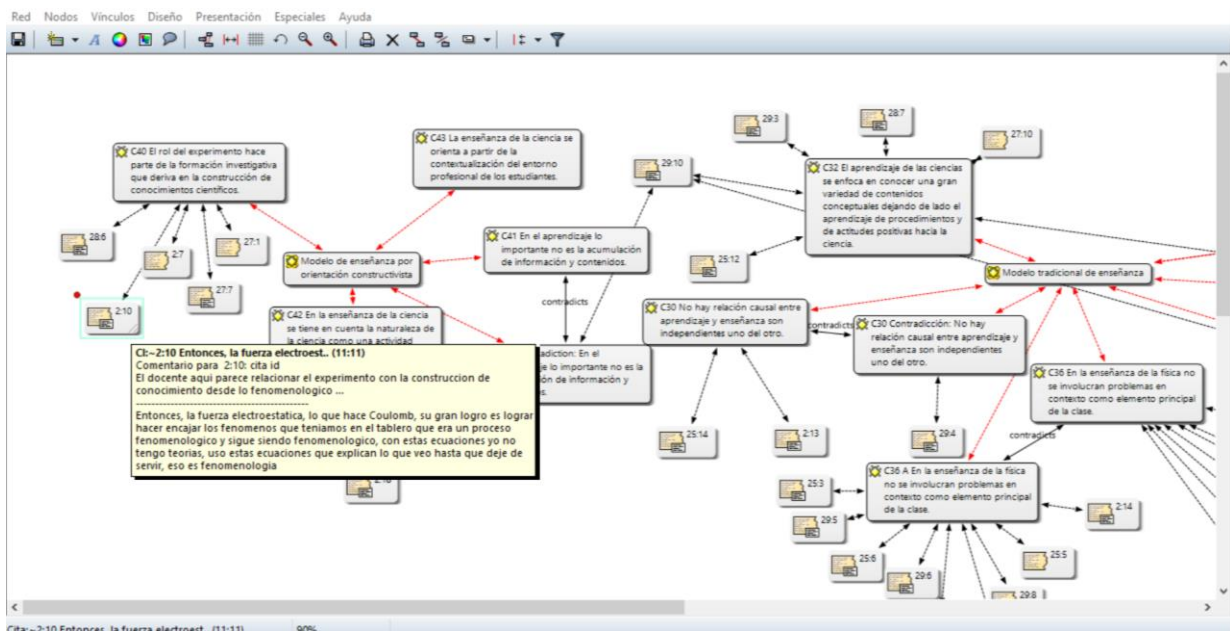 Red Nodos Vínculos Diseño Presentación Especiales Ayuda
C40 El rol del experimento hace
parte de la formación investigativa
que deriva en la construcción de
conocimientos científicos.
C43 La enseñanza de la ciencia se
orienta a partir de la
contextualización del entorno
profesional de los estudiantes.
29:10
29:3
28:7
27:10
C32 El aprendizaje de las ciencias
se enfoca en conocer una gran
variedad de contenidos
conceptuales dejando de lado el
aprendizaje de procedimientos y
de actitudes positivas hacia la
ciencia.
28:6
2:7
27:1
27:7
2:10
Modelo de enseñanza por
orientación constructivista
C41 En el aprendizaje lo
importante no es la acumulación
de información y contenidos.
contradicts
25:12
Modelo tradicional de enseñanza
C42 En la enseñanza de la ciencia
se tiene en cuenta la naturaleza de
la ciencia como una actividad
adiction: En el
je lo importante no es la
ón de información y
s.
C30 No hay relación causal entre
aprendizaje y enseñanza son
independientes uno del otro.
contradicts
C30 Contradicción: No hay
relación causal entre aprendizaje y
enseñanza son independientes
uno del otro.
C36 En la enseñanza de la física no
se involucran problemas en
contexto como elemento principal
de la clase.
CI:~2:10 Entonces, la fuerza electroest.. (11:11)
Comentario para 2:10: cita id
El docente aqui parece relacionar el experimento con la construccion de
conocimiento desde lo fenomenologico ...
Entonces, la fuerza electroestatica, lo que hace Coulomb, su gran logro es lograr
hacer encajar los fenomenos que teniamos en el tablero que era un proceso
fenomenologico y sigue siendo fenomenologico, con estas ecuaciones yo no
tengo teorias, uso estas ecuaciones que explican lo que veo hasta que deje de
servir, eso es fenomenologia
25:14
2:13
29:4
contradicts
C36 A En la enseñanza de la física
no se involucran problemas en
contexto como elemento principal
de la clase.
25:3
29:5
25:6
29:6
29:8
25:5
2:14
Cita:~2:10 Entonces, la fuerza electroest.. (11:11) 90%